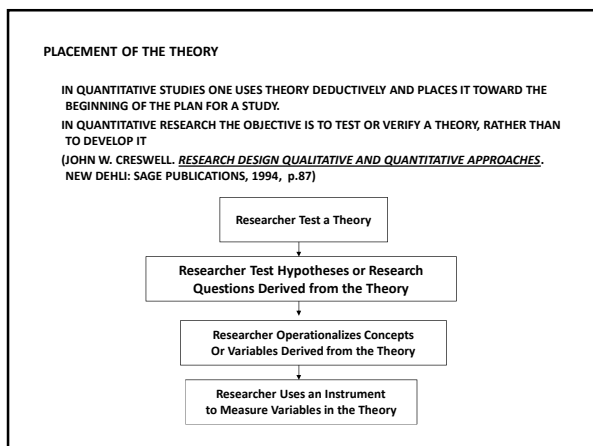 PLACEMENT OF THE THEORY
IN QUANTITATIVE STUDIES ONE USES THEORY DEDUCTIVELY AND PLACES IT TOWARD THE
BEGINNING OF THE PLAN FOR A STUDY.
IN QUANTITATIVE RESEARCH THE OBJECTIVE IS TO TEST OR VERIFY A THEORY, RATHER THAN
TO DEVELOP IT
(JOHN W. CRESWELL. RESEARCH DESIGN QUALITATIVE AND QUANTITATIVE APPROACHES.
NEW DEHLI: SAGE PUBLICATIONS, 1994, p.87)
Researcher Test a Theory
Researcher Test Hypotheses or Research
Questions Derived from the Theory
Researcher Operationalizes Concepts
Or Variables Derived from the Theory
Researcher Uses an Instrument
to Measure Variables in the Theory